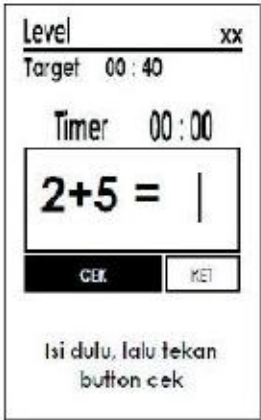 Level xx
Target 00 : 40
Timer 00 : 00
2+5 = |
CEK KET
Isi dulu, lalu tekan
button cek